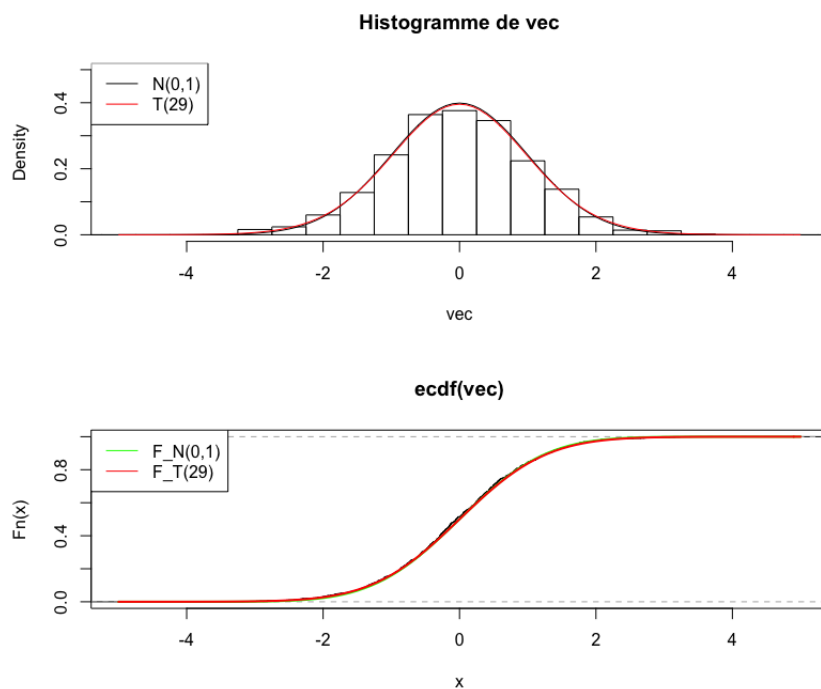 Histogramme de vec
N(0,1)
T(29)
Density
0.0 0.2 0.4
-4 -2 0 2 4
vec
ecdf(vec)
F_N(0,1)
F_T(29)
Fn(x)
0.0 0.4 0.8
-4 -2 0 2 4
x